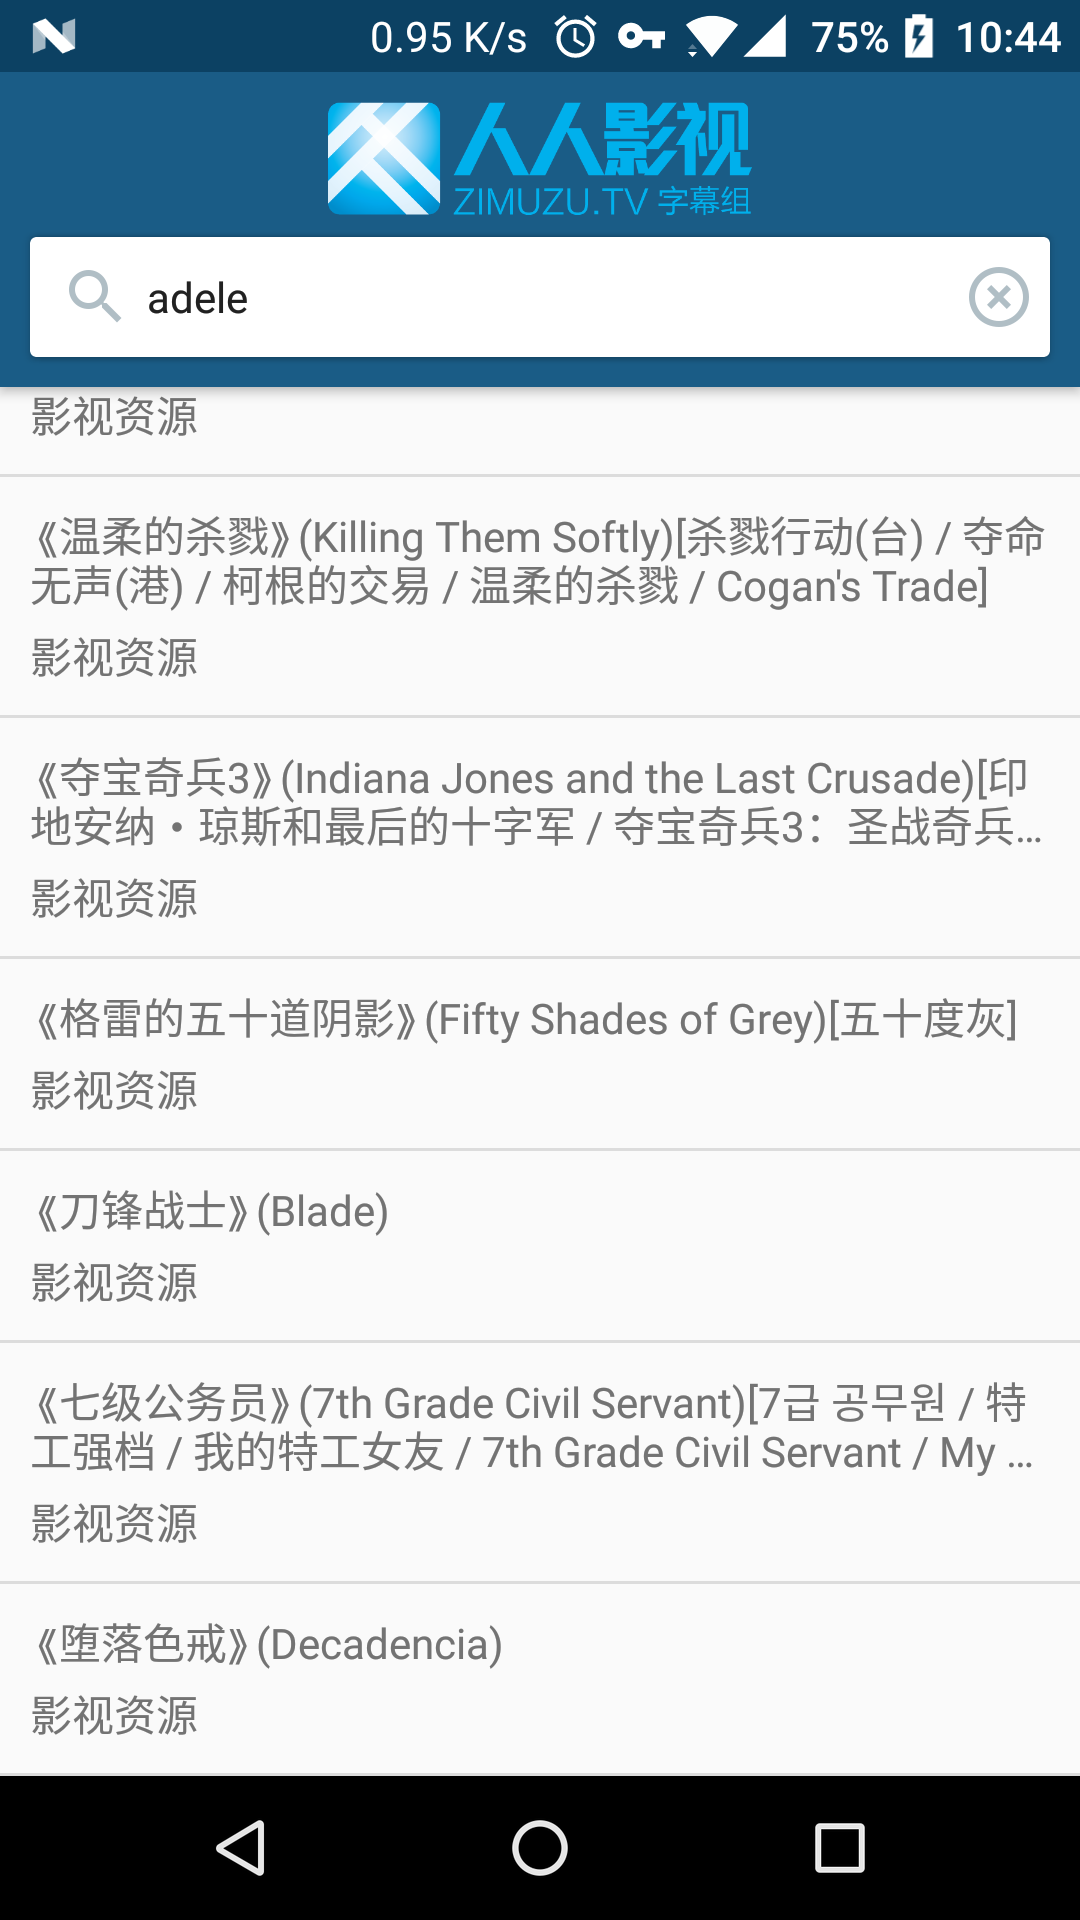 0.95 K/s 75% 10:44
人人影视
ZIMUZU.TV 字幕组
adele
影视资源
《温柔的杀戮》(Killing Them Softly)[杀戮行动(台) / 夺命
无声(港) / 柯根的交易 / 温柔的杀戮 / Cogan's Trade]
影视资源
《夺宝奇兵3》(Indiana Jones and the Last Crusade)[印
地安纳・琼斯和最后的十字军 / 夺宝奇兵3：圣战奇兵...
影视资源
《格雷的五十道阴影》(Fifty Shades of Grey)[五十度灰]
影视资源
《刀锋战士》(Blade)
影视资源
《七级公务员》(7th Grade Civil Servant)[7급 공무원 / 特
工强档 / 我的特工女友 / 7th Grade Civil Servant / My ...
影视资源
《堕落色戒》(Decadencia)
影视资源